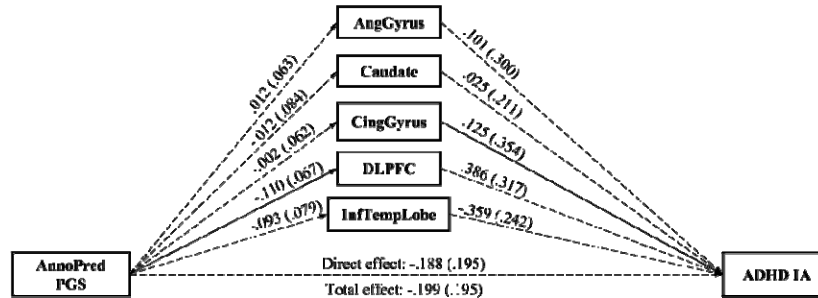 AngGyrus
.012 (.063)
.101 (.300)
Caudate
-.012 (.084)
.025 (.211)
CingGyrus
-.002 (.062)
.125 (.354)
DLPFC
-.110 (.067)
.386 (.317)
InfTempLobe
-.093 (.079)
-.359 (.242)
AnnoPred
PGS
Direct effect: -.188 (.195)
Total effect: -.199 (.195)
ADHD IA